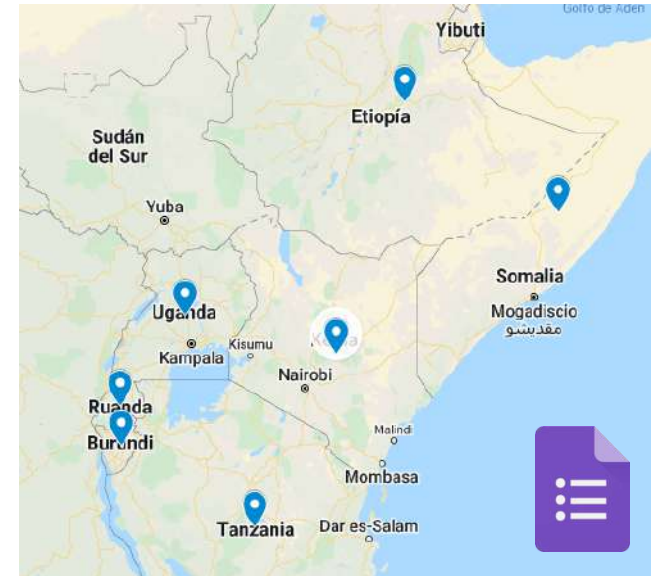 Golfo de Adén
Yibuti
Etiopía
Sudán
del Sur
Yuba
Somalia
Mogadiscio
مقديشو
Uganda
Kampala
Kisumu
Nairobi
Ruanda
Burundi
Malindi
Mombasa
Tanzania
Dar es-Salam